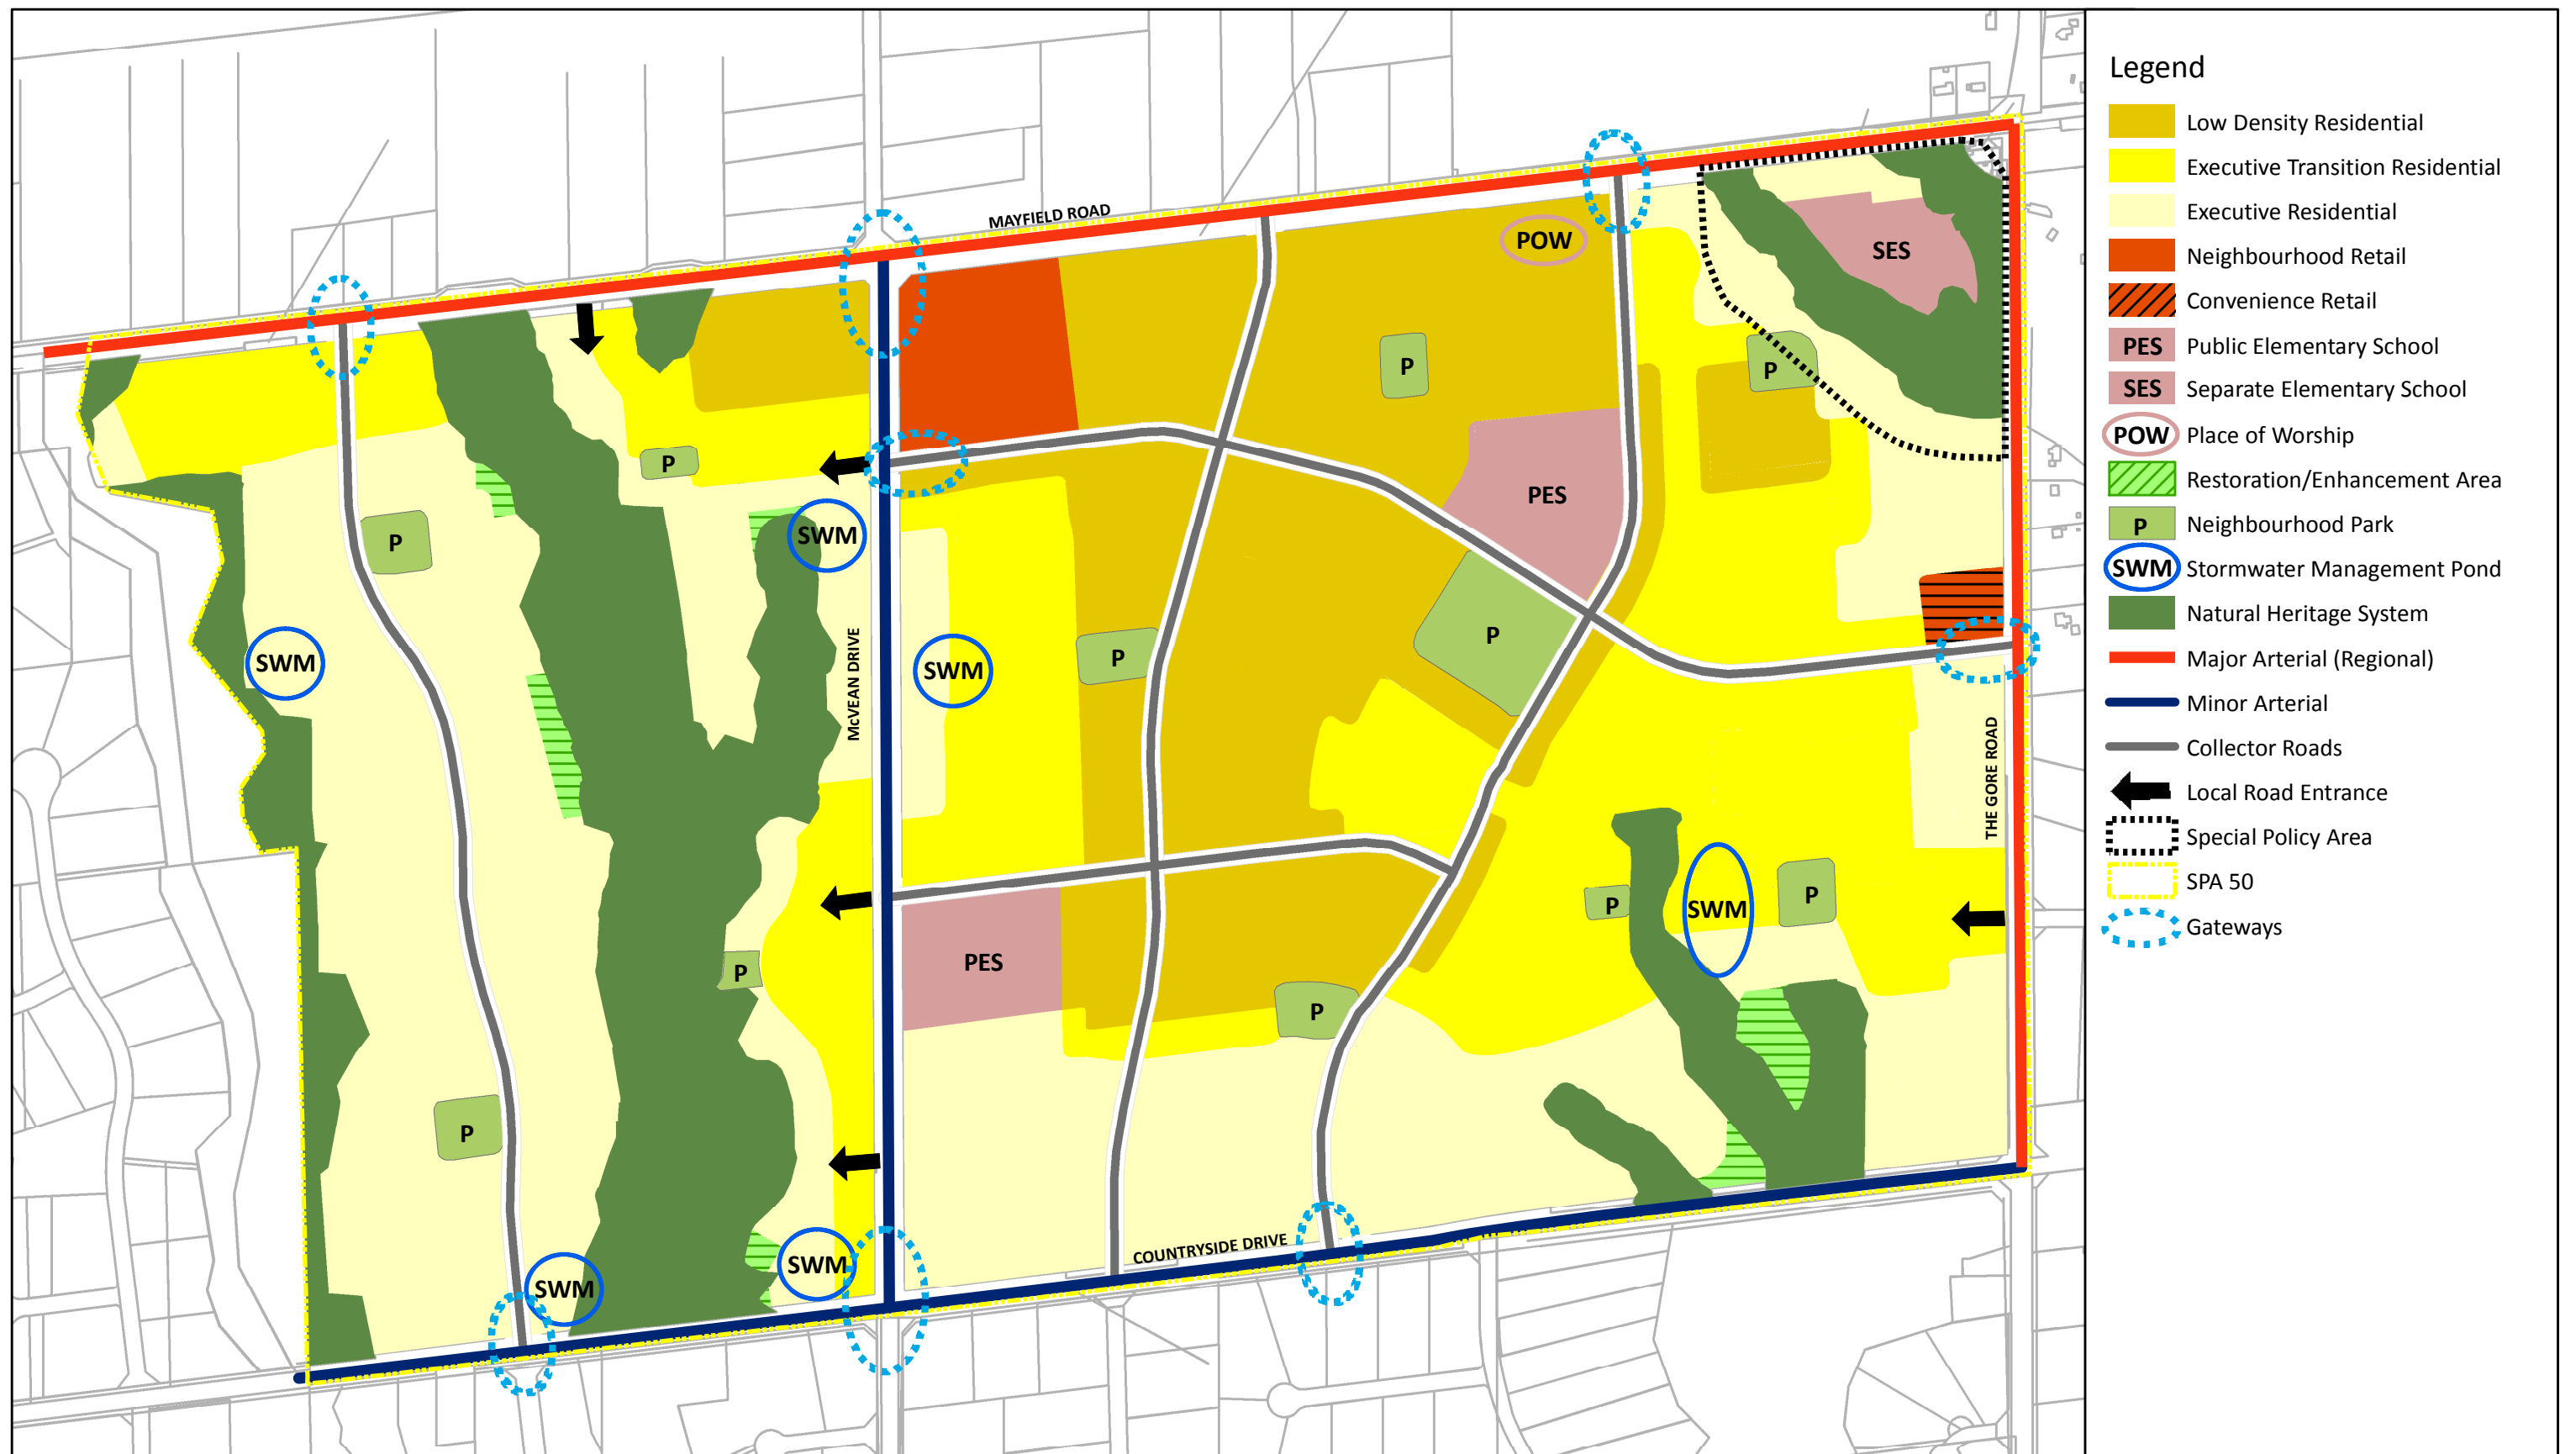 MAYFIELD ROAD
POW
SES
P
P
P
PES
P
SWM
P
McVEAN DRIVE
SWM
SWM
P
P
THE GORE ROAD
P
SWM
P
PES
P
P
P
SWM
SWM
COUNTRYSIDE DRIVE
Legend
Low Density Residential
Executive Transition Residential
Executive Residential
Neighbourhood Retail
Convenience Retail
PES Public Elementary School
SES Separate Elementary School
POW Place of Worship
Restoration/Enhancement Area
P Neighbourhood Park
SWM Stormwater Management Pond
Natural Heritage System
Major Arterial (Regional)
Minor Arterial
Collector Roads
Local Road Entrance
Special Policy Area
SPA 50
Gateways